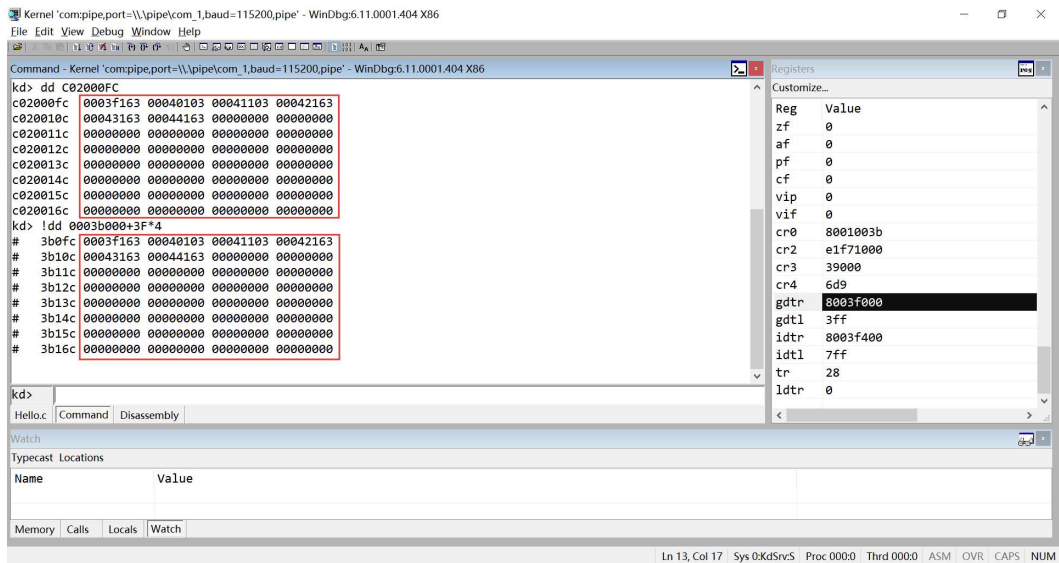 Kernel 'com:pipe,port=\\.\pipe\com_1,baud=115200,pipe' - WinDbg:6.11.0001.404 X86
File Edit View Debug Window Help
Command - Kernel 'com:pipe,port=\\.\pipe\com_1,baud=115200,pipe' - WinDbg:6.11.0001.404 X86
kd> dd C02000FC
c02000fc 0003f163 00040103 00041103 00042163
c020010c 00043163 00044163 00000000 00000000
c020011c 00000000 00000000 00000000 00000000
c020012c 00000000 00000000 00000000 00000000
c020013c 00000000 00000000 00000000 00000000
c020014c 00000000 00000000 00000000 00000000
c020015c 00000000 00000000 00000000 00000000
c020016c 00000000 00000000 00000000 00000000
kd> !dd 0003b000+3F*4
# 3b0fc 0003f163 00040103 00041103 00042163
# 3b10c 00043163 00044163 00000000 00000000
# 3b11c 00000000 00000000 00000000 00000000
# 3b12c 00000000 00000000 00000000 00000000
# 3b13c 00000000 00000000 00000000 00000000
# 3b14c 00000000 00000000 00000000 00000000
# 3b15c 00000000 00000000 00000000 00000000
# 3b16c 00000000 00000000 00000000 00000000
kd>
Hello.c Command Disassembly
Registers
Customize...
Reg Value
zf 0
af 0
pf 0
cf 0
vip 0
vif 0
cr0 8001003b
cr2 e1f71000
cr3 39000
cr4 6d9
gdtr 8003f000
gdtl 3ff
idtr 8003f400
idtl 7ff
tr 28
ldtr 0
Watch
Typecast Locations
Name Value
Memory Calls Locals Watch
Ln 13, Col 17 Sys 0:KdSrv:S Proc 000:0 Thrd 000:0 ASM OVR CAPS NUM